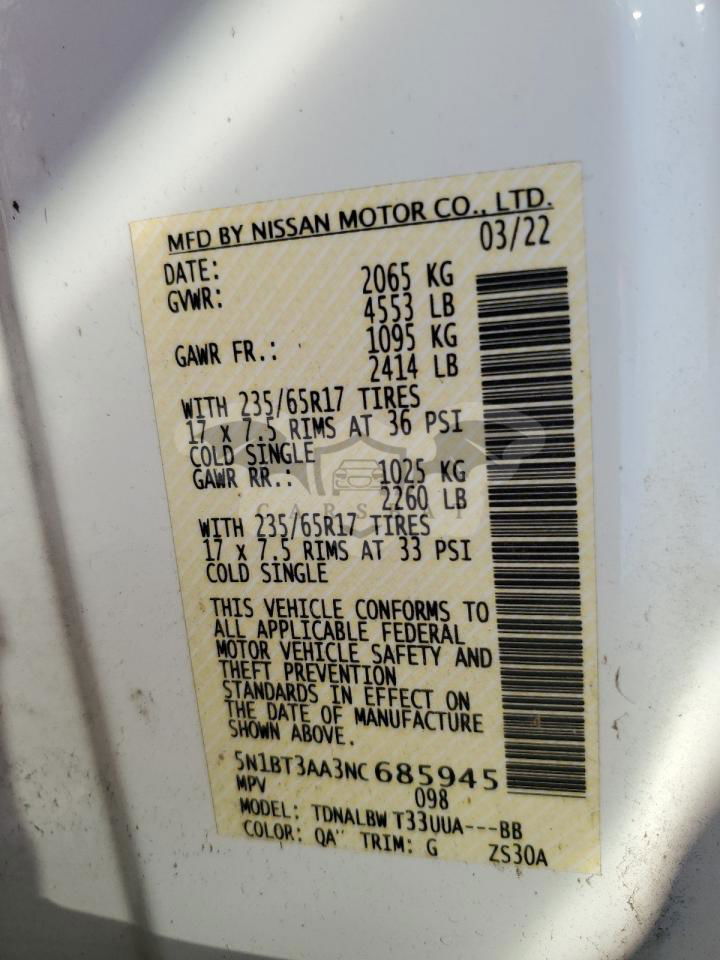 MFD BY NISSAN MOTOR CO., LTD.
DATE: 03/22
GVWR: 2065 KG
4553 LB
GAWR FR.: 1095 KG
2414 LB
WITH 235/65R17 TIRES
17 x 7.5 RIMS AT 36 PSI
COLD SINGLE
GAWR RR.: 1025 KG
2260 LB
WITH 235/65R17 TIRES
17 x 7.5 RIMS AT 33 PSI
COLD SINGLE
THIS VEHICLE CONFORMS TO
ALL APPLICABLE FEDERAL
MOTOR VEHICLE SAFETY AND
THEFT PREVENTION
STANDARDS IN EFFECT ON
THE DATE OF MANUFACTURE
SHOWN ABOVE.
5N1BT3AA3NC685945
MPV 098
MODEL: TDNALBW T33UUA---BB
COLOR: QA" TRIM: G ZS30A